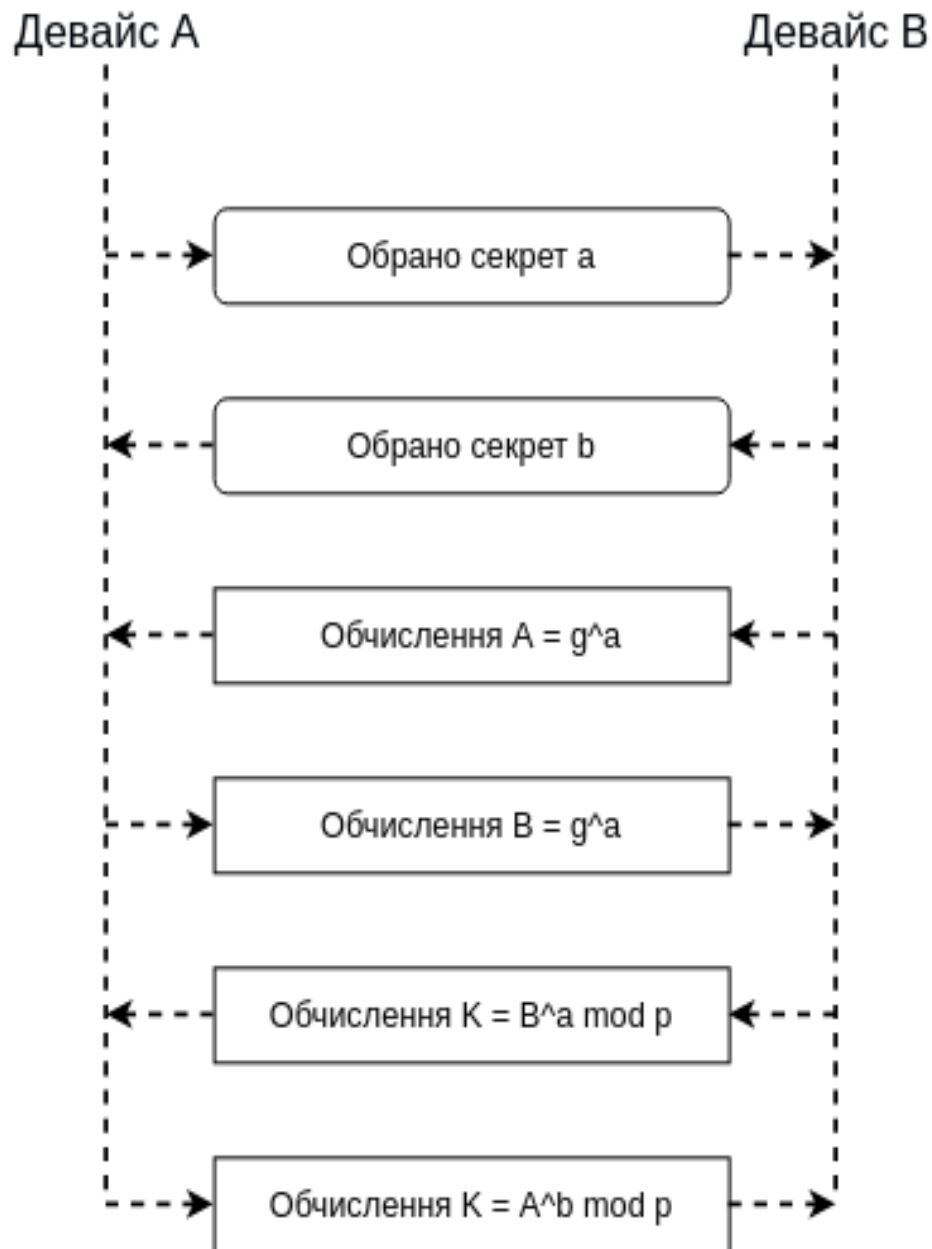 Девайс А
Девайс В
Обрано секрет a
Обрано секрет b
Обчислення A = g^a
Обчислення B = g^a
Обчислення K = B^a mod p
Обчислення K = A^b mod p